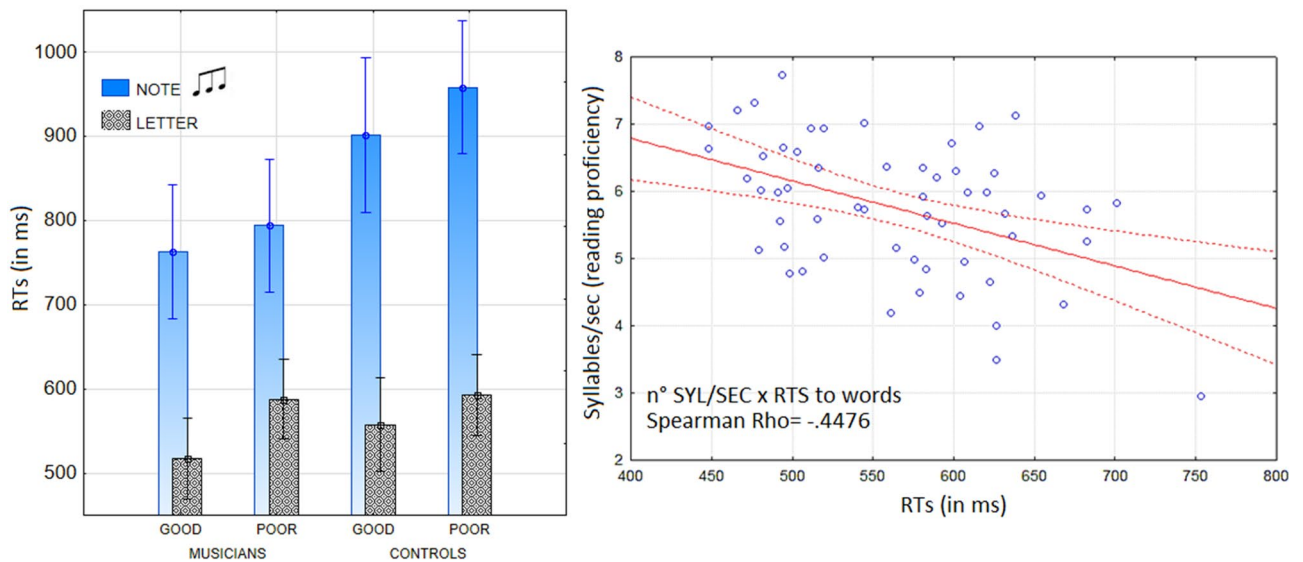 1000
900
800
700
600
500
RTs (in ms)
NOTE
LETTER
GOOD POOR GOOD POOR
MUSICIANS CONTROLS
8
7
6
5
4
3
2
Syllables/sec (reading proficiency)
n° SYL/SEC x RTS to words
Spearman Rho= -.4476
400 450 500 550 600 650 700 750 800
RTs (in ms)